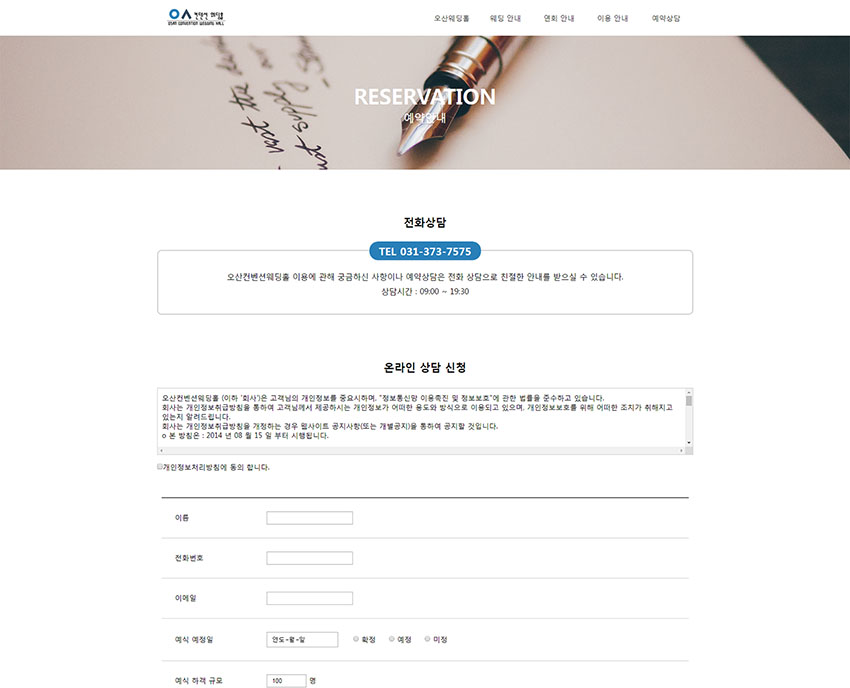 OA 컨벤션 웨딩홀
OSAN CONVENTION WEDDING HALL
오산웨딩홀 웨딩 안내 연회 안내 이용 안내 예약상담
RESERVATION
예약안내
전화상담
TEL 031-373-7575
오산컨벤션웨딩홀 이용에 관해 궁금하신 사항이나 예약상담은 전화 상담으로 친절한 안내를 받으실 수 있습니다.
상담시간 : 09:00 ~ 19:30
온라인 상담 신청
오산컨벤션웨딩홀 (이하 '회사')은 고객님의 개인정보를 중요시하며, "정보통신망 이용촉진 및 정보보호"에 관한 법률을 준수하고 있습니다.
회사는 개인정보취급방침을 통하여 고객님께서 제공하시는 개인정보가 어떠한 용도와 방식으로 이용되고 있으며, 개인정보보호를 위해 어떠한 조치가 취해지고
있는지 알려드립니다.
회사는 개인정보취급방침을 개정하는 경우 웹사이트 공지사항(또는 개별공지)을 통하여 공지할 것입니다.
ο 본 방침은 : 2014 년 08 월 15 일 부터 시행됩니다.
개인정보처리방침에 동의 합니다.
이름
전화번호
이메일
예식 예정일 연도-월-일 확정 예정 미정
예식 하객 규모 100 명